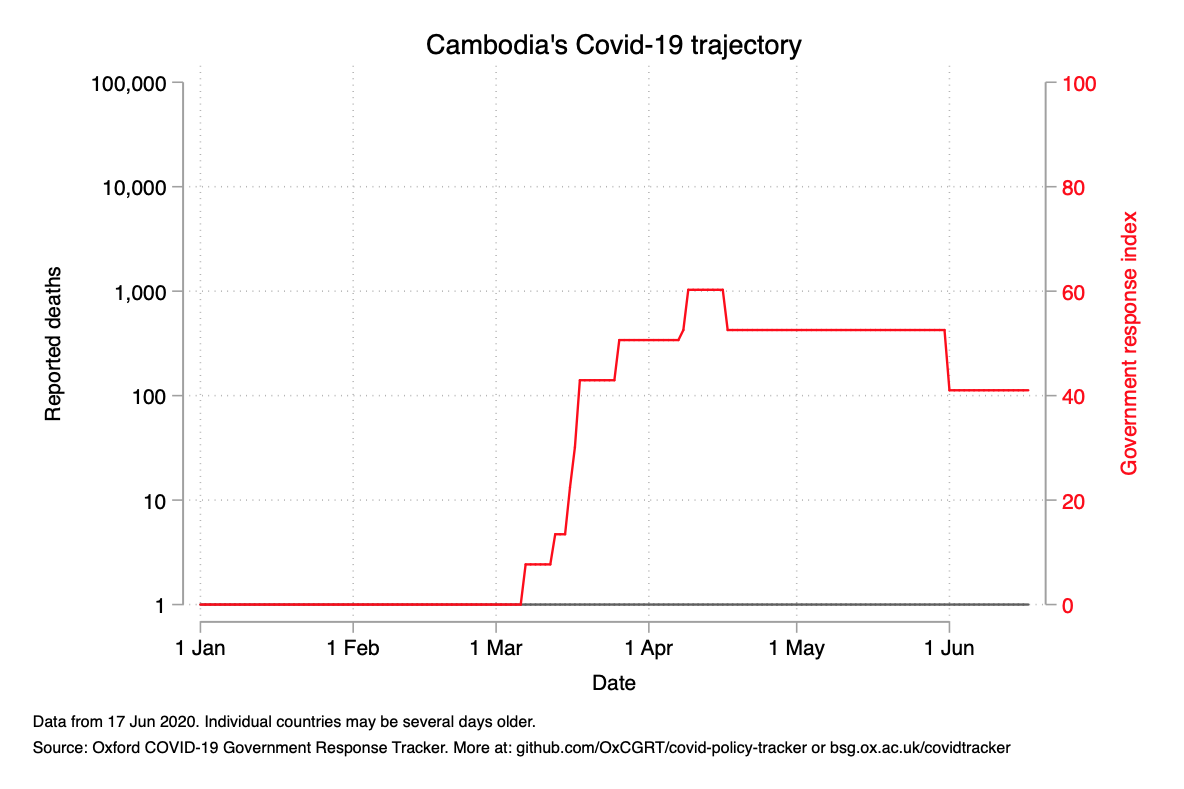 Cambodia's Covid-19 trajectory
100,000
10,000
1,000
100
10
1
Reported deaths
100
80
60
40
20
0
Government response index
1 Jan
1 Feb
1 Mar
1 Apr
1 May
1 Jun
Date
Data from 17 Jun 2020. Individual countries may be several days older.
Source: Oxford COVID-19 Government Response Tracker. More at: github.com/OxCGRT/covid-policy-tracker or bsg.ox.ac.uk/covidtracker